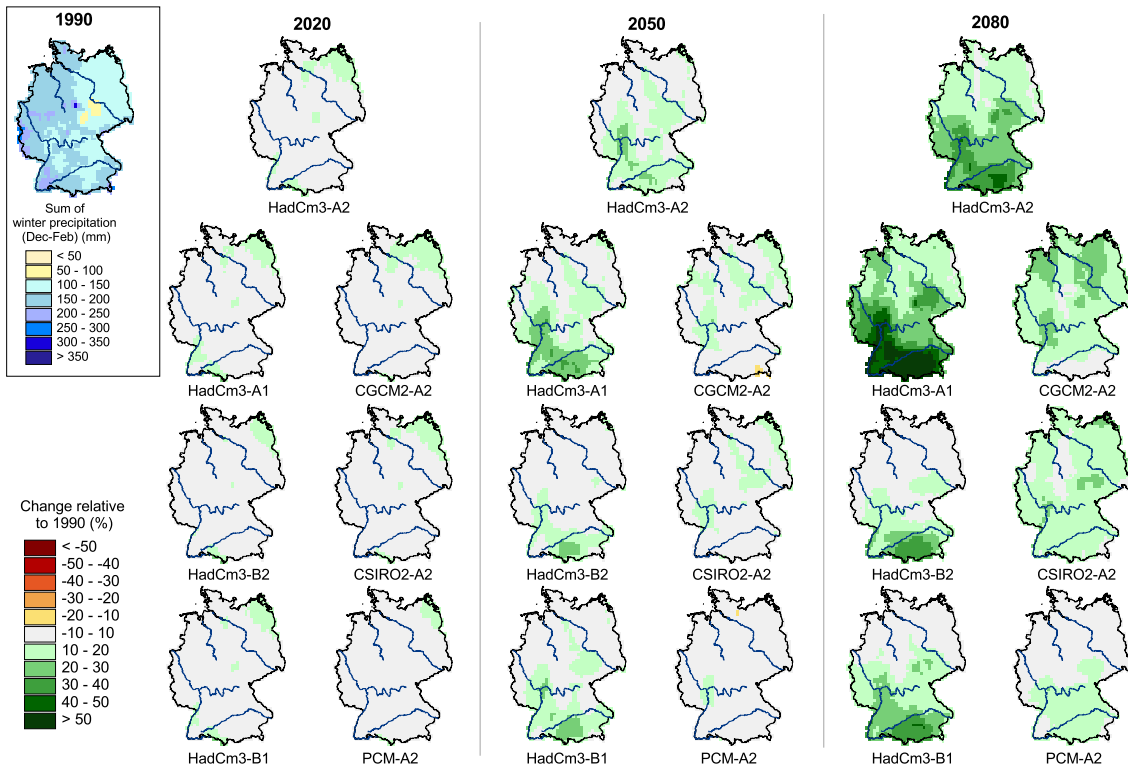 1990
2020
2050
2080
HadCm3-A2
HadCm3-A2
HadCm3-A2
Sum of
winter precipitation
(Dec-Feb) (mm)
< 50
50 - 100
100 - 150
150 - 200
200 - 250
250 - 300
300 - 350
> 350
HadCm3-A1
CGCM2-A2
HadCm3-A1
CGCM2-A2
HadCm3-A1
CGCM2-A2
HadCm3-B2
CSIRO2-A2
HadCm3-B2
CSIRO2-A2
HadCm3-B2
CSIRO2-A2
Change relative
to 1990 (%)
< -50
-50 - -40
-40 - -30
-30 - -20
-20 - -10
-10 - 10
10 - 20
20 - 30
30 - 40
40 - 50
> 50
HadCm3-B1
PCM-A2
HadCm3-B1
PCM-A2
HadCm3-B1
PCM-A2